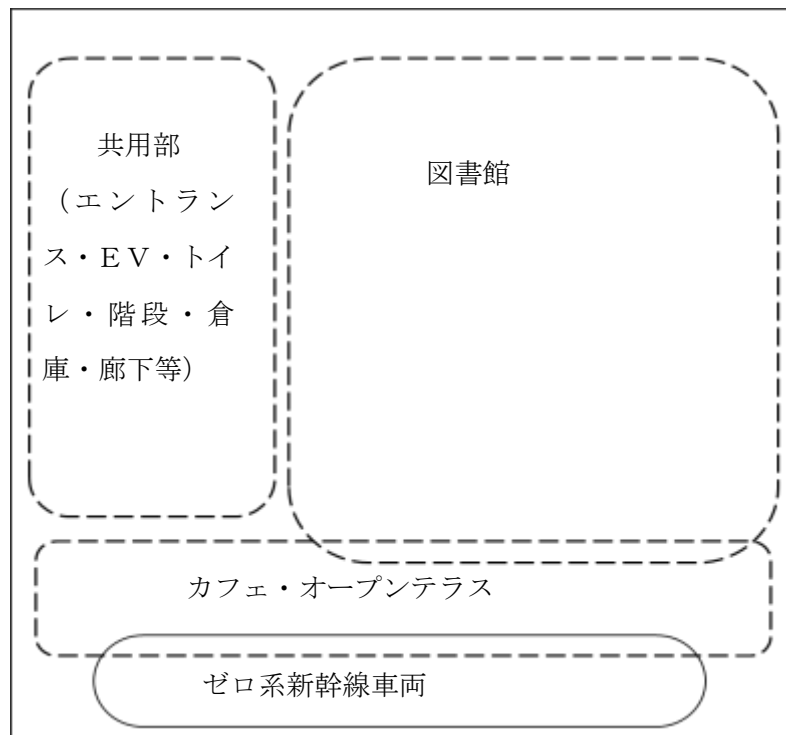 共用部
（エントラン
ス・ＥＶ・トイ
レ・階段・倉
庫・廊下等）
図書館
カフェ・オープンテラス
ゼロ系新幹線車両